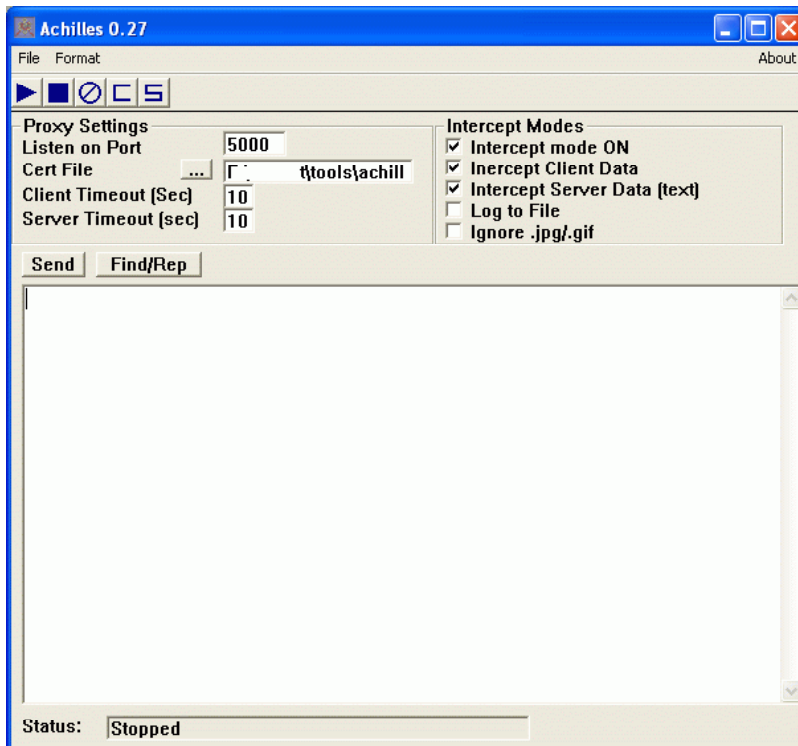 Achilles 0.27
File Format About
Proxy Settings
Listen on Port 5000
Cert File ... t\tools\achill
Client Timeout (Sec) 10
Server Timeout (sec) 10
Intercept Modes
Intercept mode ON
Inercept Client Data
Intercept Server Data (text)
Log to File
Ignore .jpg/.gif
Send Find/Rep
Status: Stopped